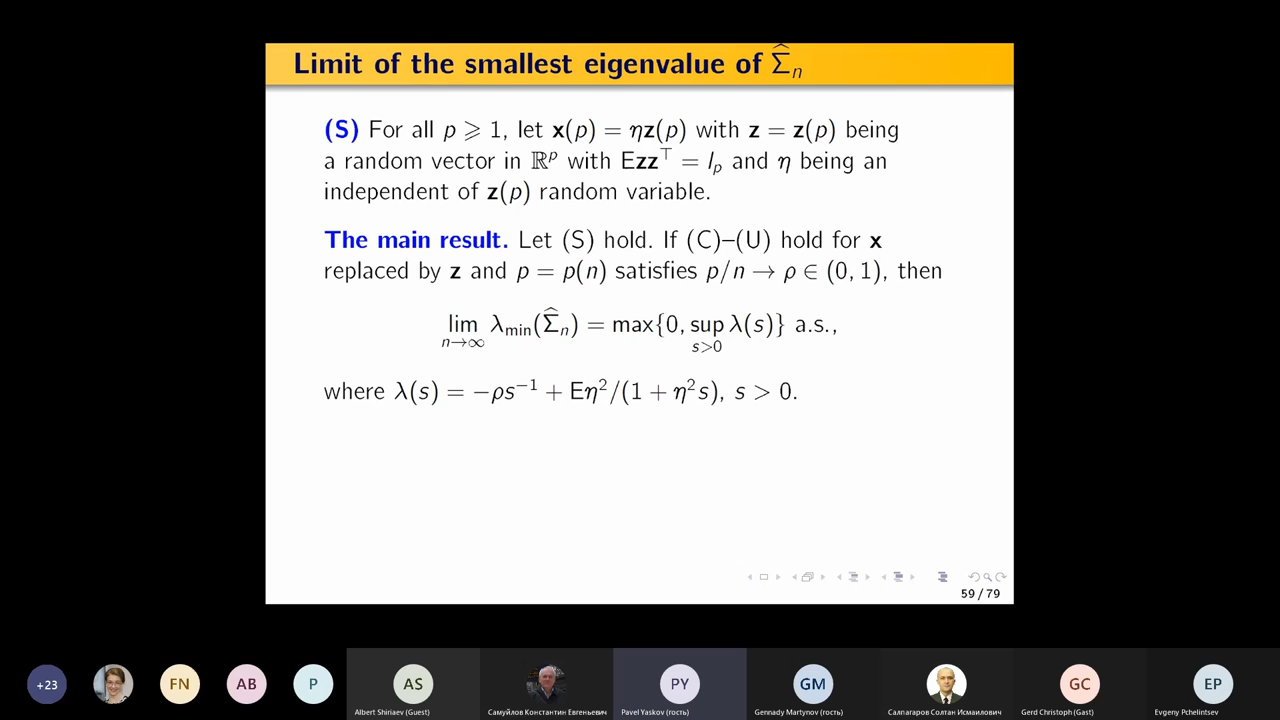 Limit of the smallest eigenvalue of Σ̂ₙ
(S) For all p ⩾ 1, let x(p) = ηz(p) with z = z(p) being
a random vector in ℝᵖ with Ezz⊤ = Iₚ and η being an
independent of z(p) random variable.
The main result. Let (S) hold. If (C)–(U) hold for x
replaced by z and p = p(n) satisfies p/n → ρ ∈ (0, 1), then
lim_{n→∞} λ_min(Σ̂ₙ) = max{0, sup_{s>0} λ(s)} a.s.,
where λ(s) = −ρs⁻¹ + Eη²/(1 + η²s), s > 0.
59 / 79
+23 FN AB P AS PY GM GC EP
Albert Shiriaev (Guest) Самуйлов Константин Евгеньевич Pavel Yaskov (гость) Gennady Martynov (гость) Салпагаров Солтан Исмаилович Gerd Christoph (Gast) Evgeny Pchelintsev